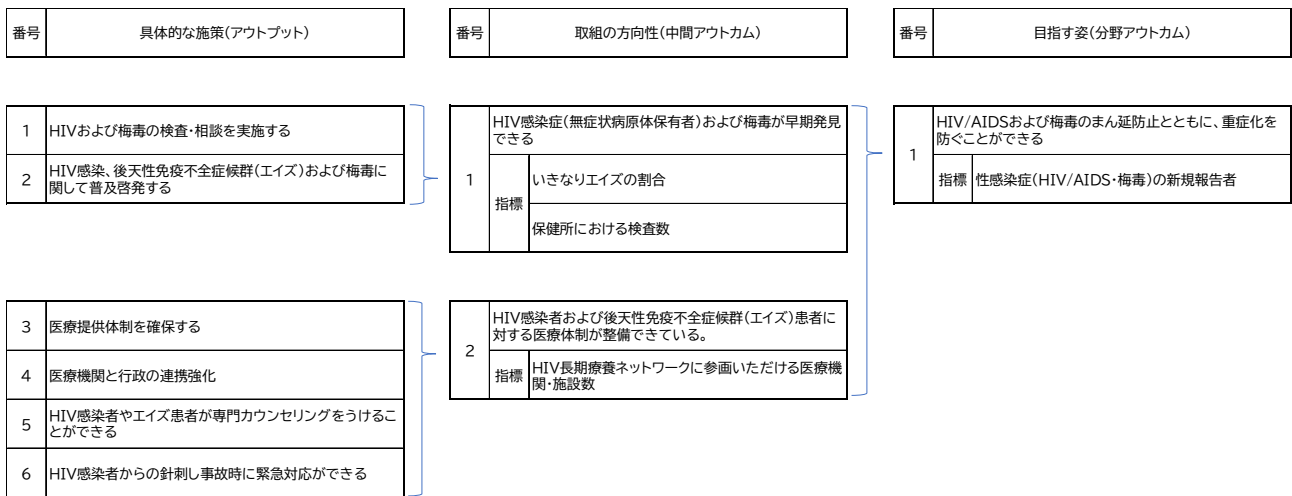 番号
具体的な施策(アウトプット)
番号
取組の方向性(中間アウトカム)
番号
目指す姿(分野アウトカム)
1
HIVおよび梅毒の検査・相談を実施する
2
HIV感染、後天性免疫不全症候群(エイズ)および梅毒に
関して普及啓発する
1
HIV感染症(無症状病原体保有者)および梅毒が早期発見
できる
指標
いきなりエイズの割合
保健所における検査数
1
HIV/AIDSおよび梅毒のまん延防止とともに、重症化を
防ぐことができる
指標
性感染症(HIV/AIDS・梅毒)の新規報告者
3
医療提供体制を確保する
4
医療機関と行政の連携強化
5
HIV感染者やエイズ患者が専門カウンセリングをうけるこ
とができる
6
HIV感染者からの針刺し事故時に緊急対応ができる
2
HIV感染者および後天性免疫不全症候群(エイズ)患者に
対する医療体制が整備できている。
指標
HIV長期療養ネットワークに参画いただける医療機
関・施設数